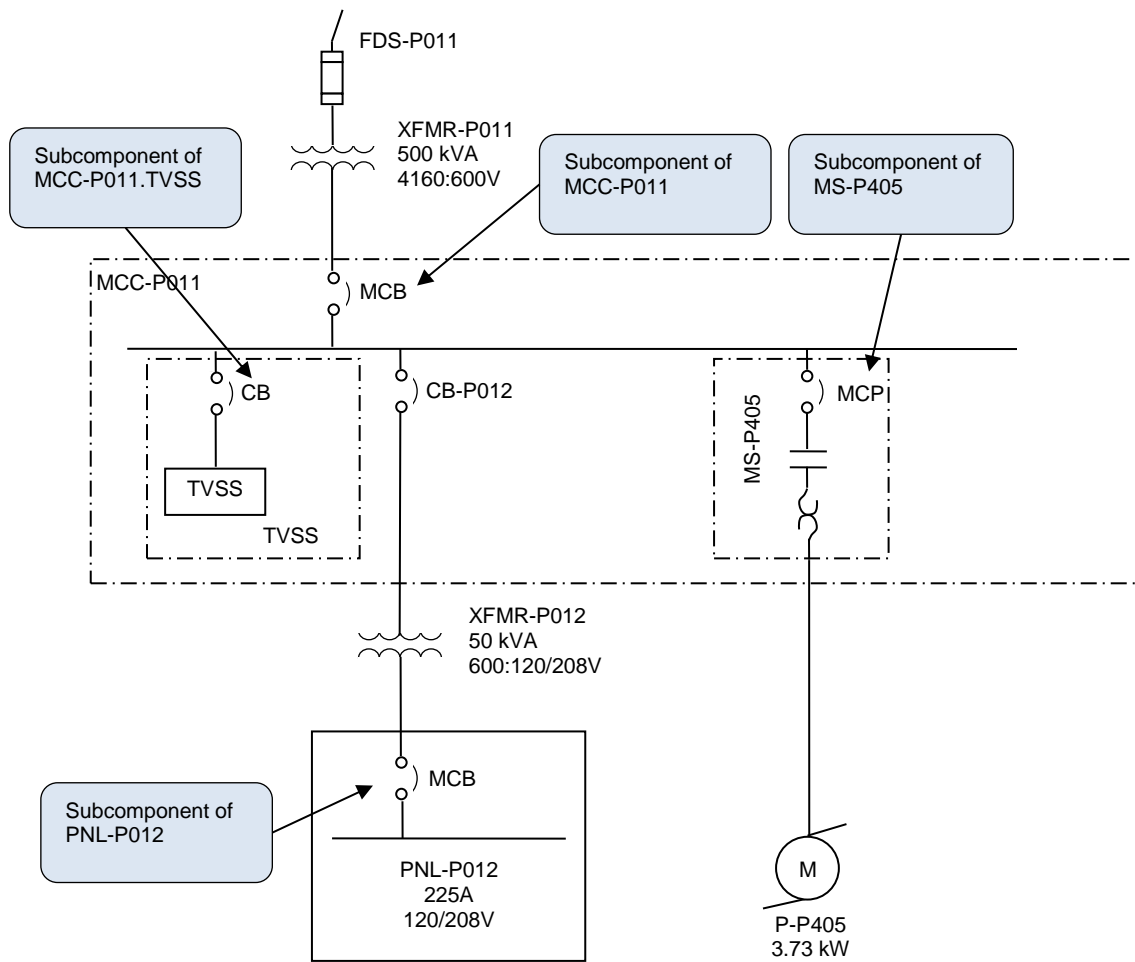 FDS-P011
XFMR-P011
500 kVA
4160:600V
Subcomponent of
MCC-P011.TVSS
Subcomponent of
MCC-P011
Subcomponent of
MS-P405
MCC-P011
MCB
CB
CB-P012
MCP
MS-P405
TVSS
TVSS
XFMR-P012
50 kVA
600:120/208V
MCB
Subcomponent of
PNL-P012
PNL-P012
225A
120/208V
M
P-P405
3.73 kW